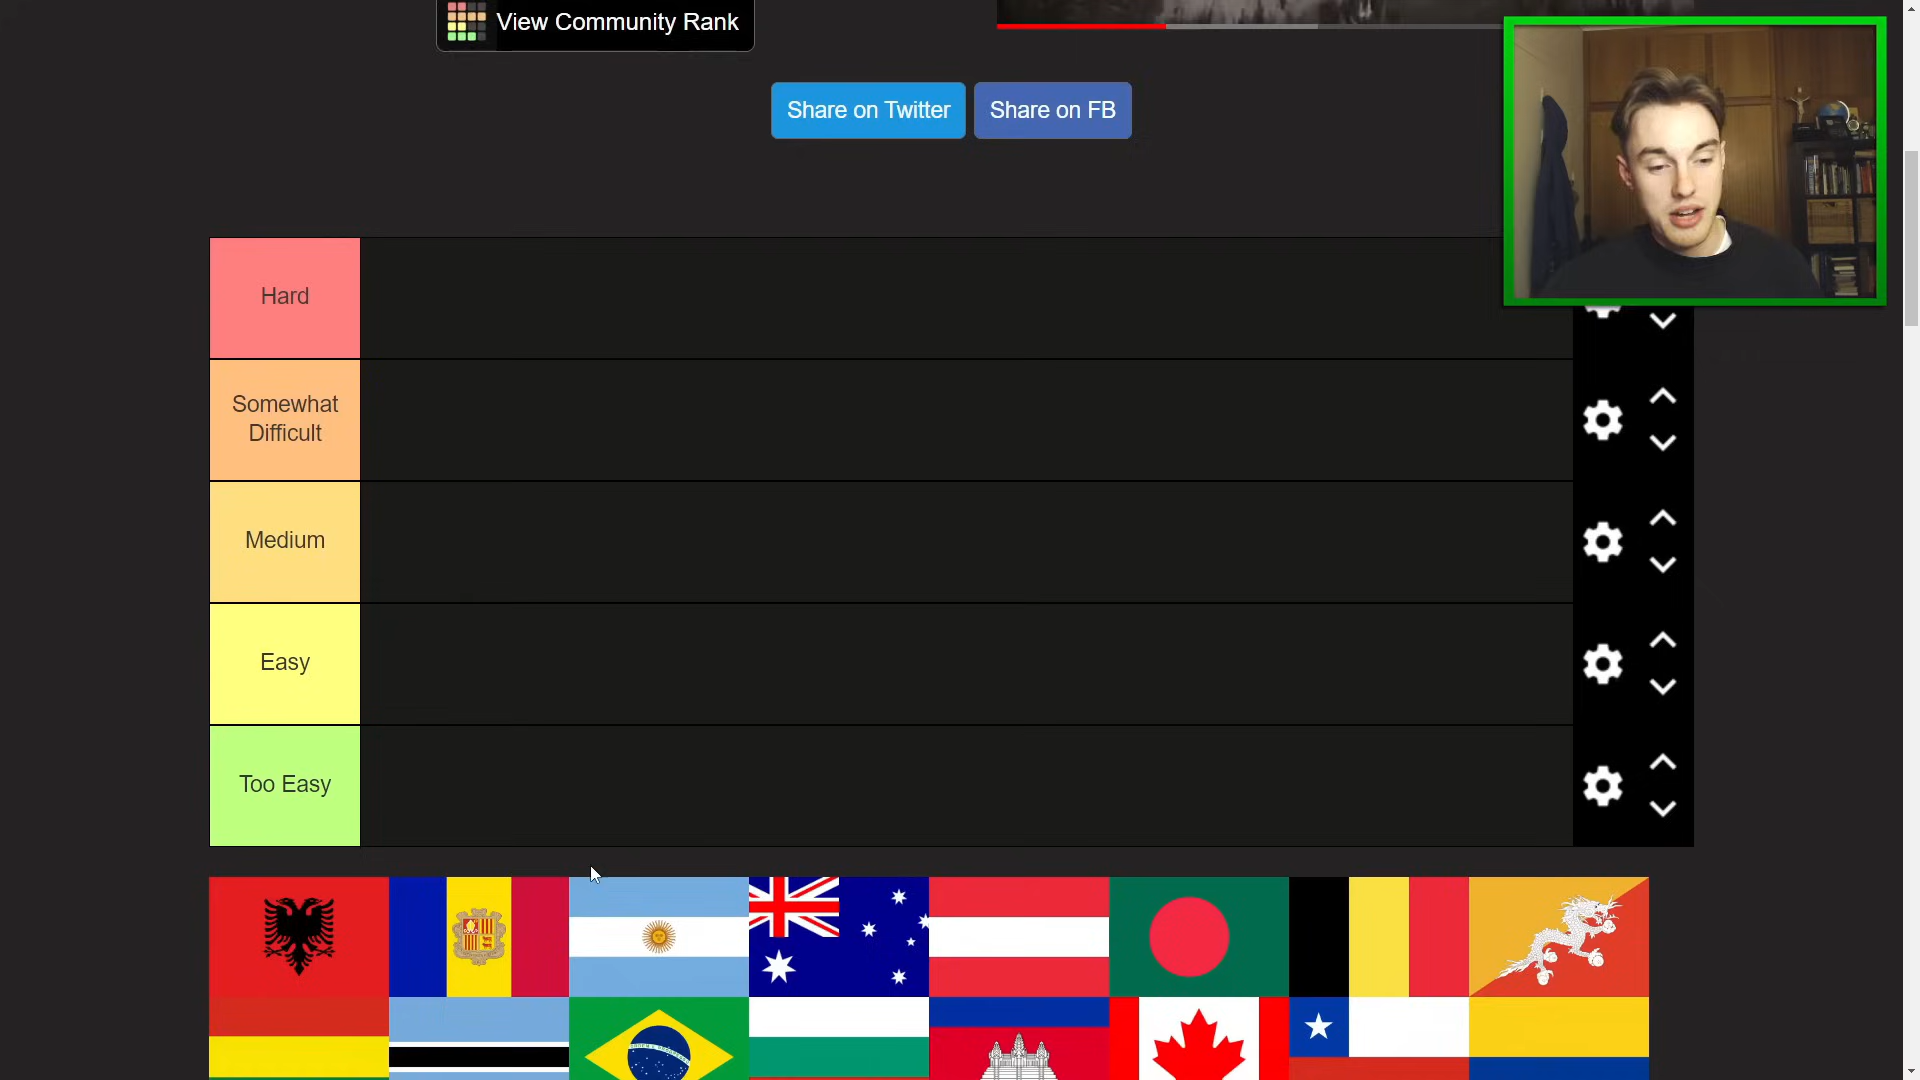 View Community Rank
Share on Twitter
Share on FB
Hard
Somewhat
Difficult
Medium
Easy
Too Easy